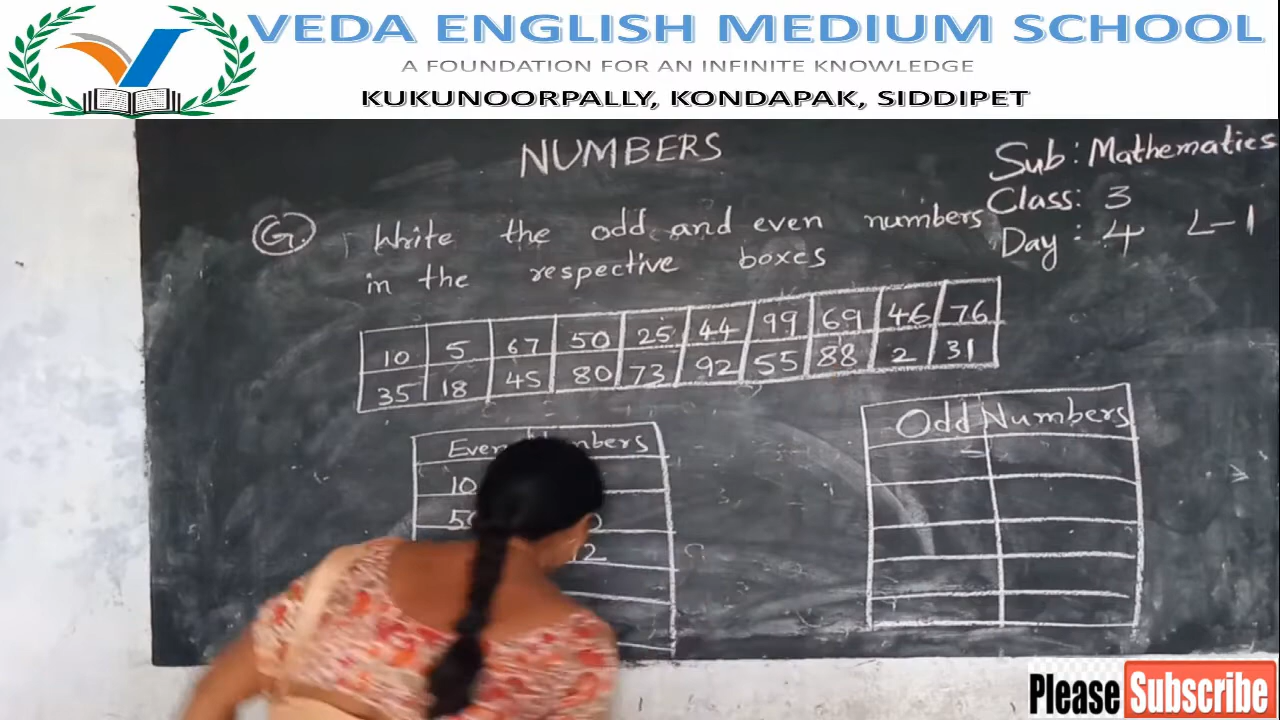 VEDA ENGLISH MEDIUM SCHOOL
A FOUNDATION FOR AN INFINITE KNOWLEDGE
KUKUNOORPALLY, KONDAPAK, SIDDIPET
NUMBERS
Sub: Mathematics
Class: 3
Day: 4 L-1
G. Write the odd and even numbers
in the respective boxes
10 5 67 50 25 44 99 69 46 76
35 18 45 80 73 92 55 88 2 31
Odd Numbers
10
Please Subscribe